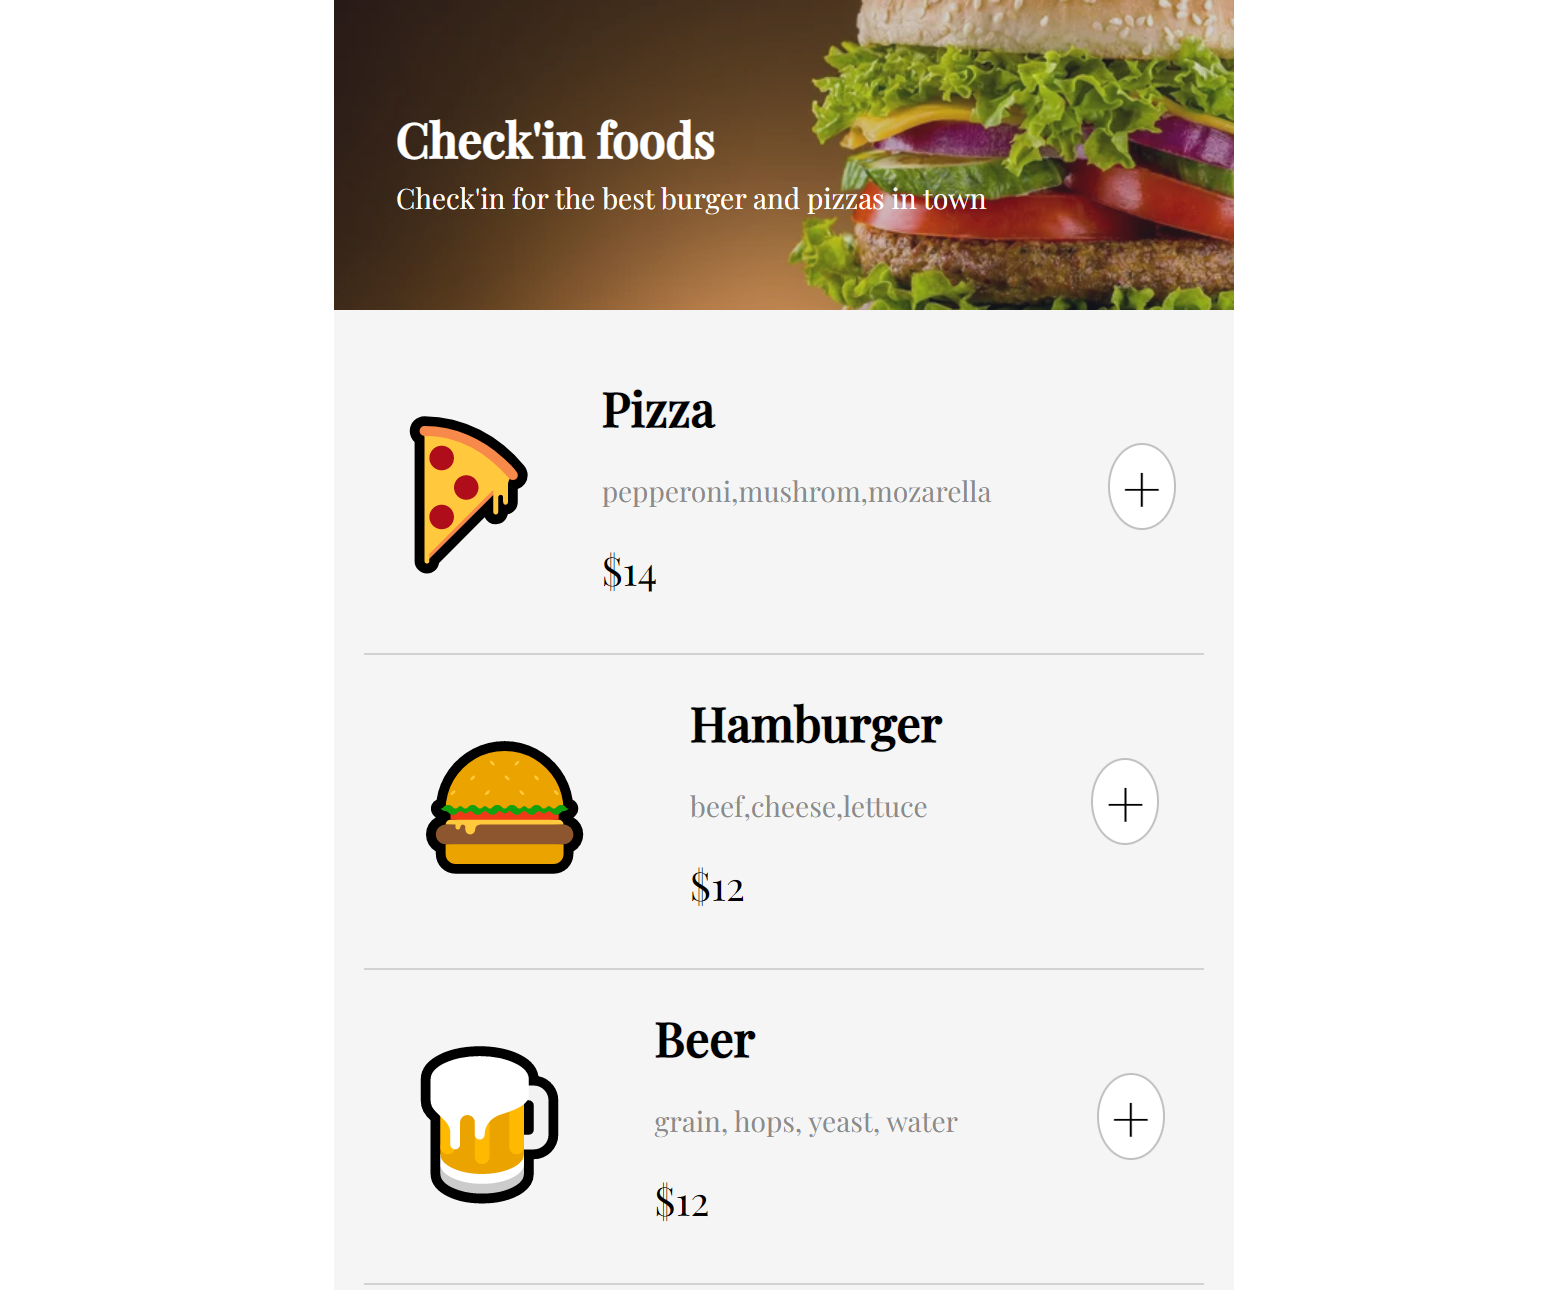 Check'in foods
Check'in for the best burger and pizzas in town
Pizza
pepperoni,mushrom,mozarella
+
$14
Hamburger
beef,cheese,lettuce
+
$12
Beer
grain, hops, yeast, water
+
$12